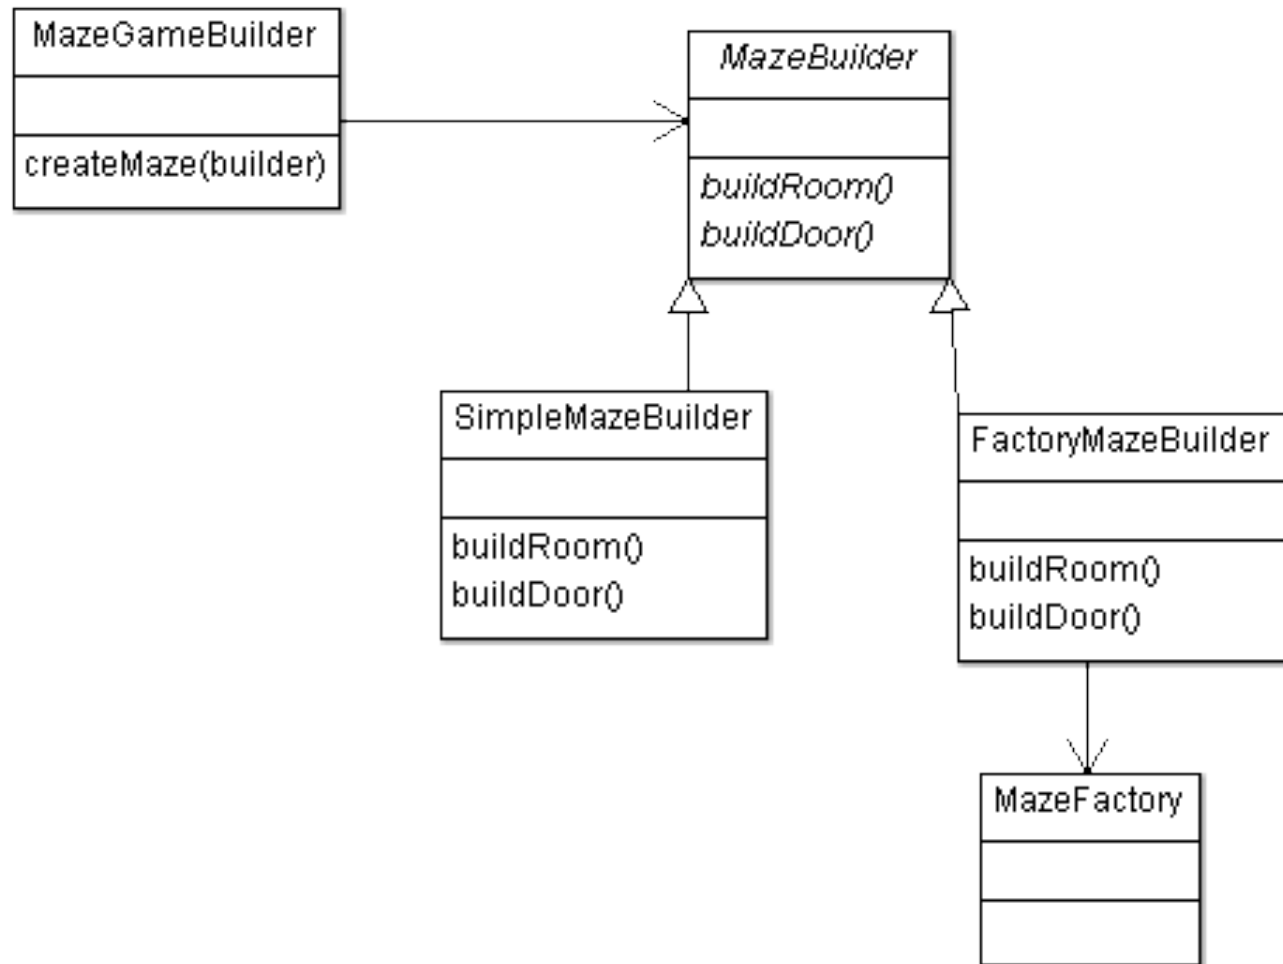 MazeGameBuilder
createMaze(builder)
MazeBuilder
buildRoom()
buildDoor()
SimpleMazeBuilder
buildRoom()
buildDoor()
FactoryMazeBuilder
buildRoom()
buildDoor()
MazeFactory